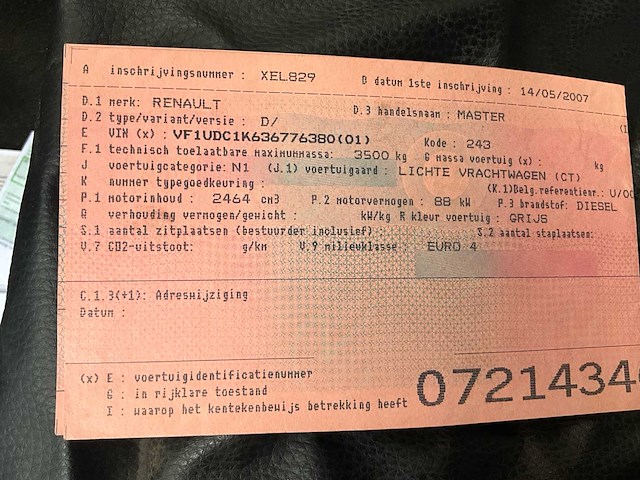 A inschrijvingsnummer : XEL829 B datum 1ste inschrijving : 14/05/2007
D.1 merk: RENAULT D.3 handelsnaam : MASTER
D.2 type/variant/versie : D/
E VIN (x) : VF1UDC1K636776380(01) Kode : 243
F.1 technisch toelaatbare maximummassa: 3500 kg G massa voertuig (x) : kg
J voertuigcategorie: N1 (J.1) voertuigaard : LICHTE VRACHTWAGEN (CT)
K nummer typegoedkeuring : (K.1)Belg.referentienr.:
P.1 motorinhoud : 2464 cm3 P.2 motorvermogen : 88 kW P.3 brandstof: DIESEL
Q verhouding vermogen/gewicht : kW/kg R kleur voertuig : GRIJS
S.1 aantal zitplaatsen (bestuurder inclusief): S.2 aantal staplaatsen:
V.7 CO2-uitstoot: g/km V.9 milieuklasse EURO 4
C.1.3(+1): Adreswijziging
Datum :
(x) E : voertuigidentificatienummer
G : in rijklare toestand
I : waarop het kentekenbewijs betrekking heeft
0721434